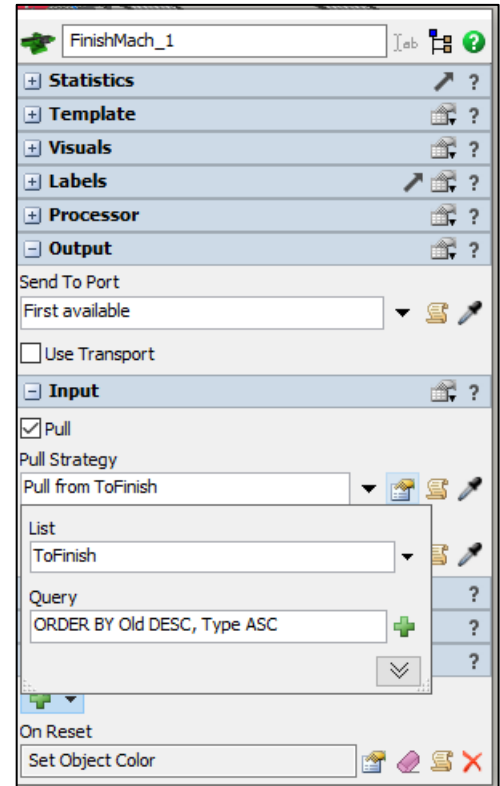 FinishMach_1
Statistics ?
Template ?
Visuals ?
Labels ?
Processor ?
Output ?
Send To Port
First available
Use Transport
Input ?
Pull
Pull Strategy
Pull from ToFinish
List
ToFinish
Query
?
ORDER BY Old DESC, Type ASC
?
?
On Reset
Set Object Color